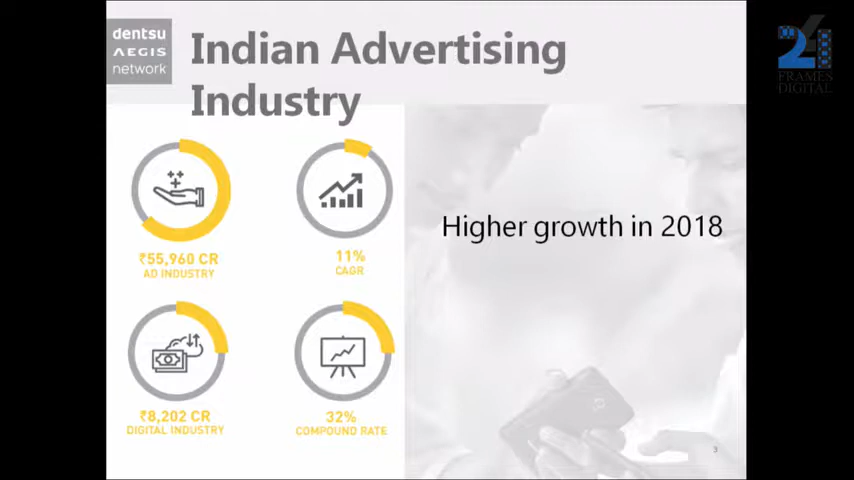 dentsu
AEGIS
network
Indian Advertising
Industry
24
FRAMES
DIGITAL
₹55,960 CR
AD INDUSTRY
11%
CAGR
Higher growth in 2018
₹8,202 CR
DIGITAL INDUSTRY
32%
COMPOUND RATE
3